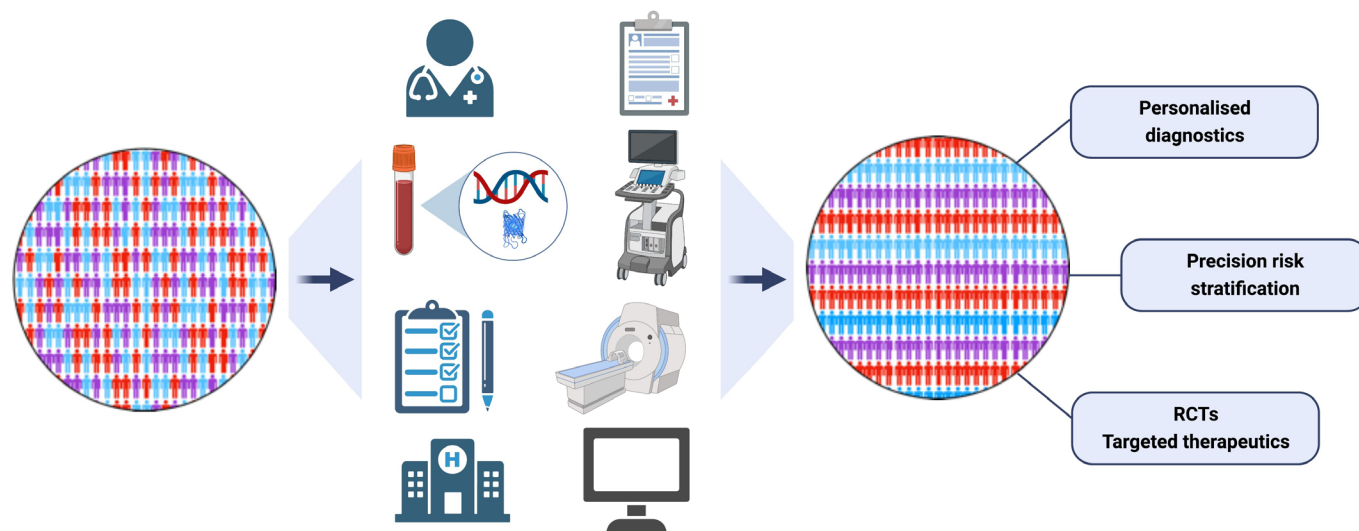 Personalised
diagnostics
Precision risk
stratification
RCTs
Targeted therapeutics
H